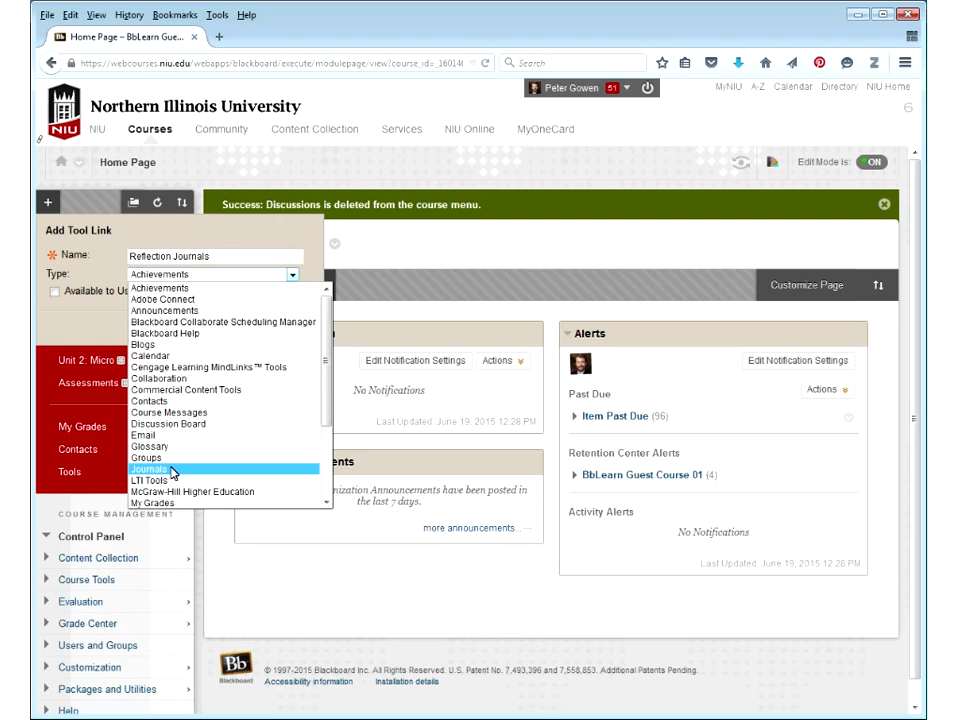 File Edit View History Bookmarks Tools Help
Home Page – BbLearn Gue... × +
https://webcourses.niu.edu/webapps/blackboard/execute/modulepage/view?course_id=_16014 Search
Peter Gowen 51
MyNIU A-Z Calendar Directory NIU Home
NIU
Northern Illinois University
6
NIU Courses Community Content Collection Services NIU Online MyOneCard
Home Page
Edit Mode is: ON
Success: Discussions is deleted from the course menu.
Add Tool Link
Name: Reflection Journals
Type: Achievements
Available to Us
Achievements
Adobe Connect
Announcements
Blackboard Collaborate Scheduling Manager
Blackboard Help
Blogs
Calendar
Cengage Learning MindLinks™ Tools
Collaboration
Commercial Content Tools
Contacts
Course Messages
Discussion Board
Email
Glossary
Groups
Journals
LTI Tools
McGraw-Hill Higher Education
My Grades
Unit 2: Micro
Assessments
My Grades
Contacts
Tools
Customize Page
Edit Notification Settings Actions
No Notifications
Last Updated: June 19, 2015 12:28 PM
ents
nization Announcements have been posted in
the last 7 days.
more announcements...
Alerts
Edit Notification Settings
Actions
Past Due
Item Past Due (96)
Retention Center Alerts
BbLearn Guest Course 01 (4)
Activity Alerts
No Notifications
Last Updated: June 19, 2015 12:28 PM
COURSE MANAGEMENT
Control Panel
Content Collection
Course Tools
Evaluation
Grade Center
Users and Groups
Customization
Packages and Utilities
Help
Bb
Blackboard
© 1997-2015 Blackboard Inc. All Rights Reserved. U.S. Patent No. 7,493,396 and 7,558,853. Additional Patents Pending.
Accessibility information Installation details